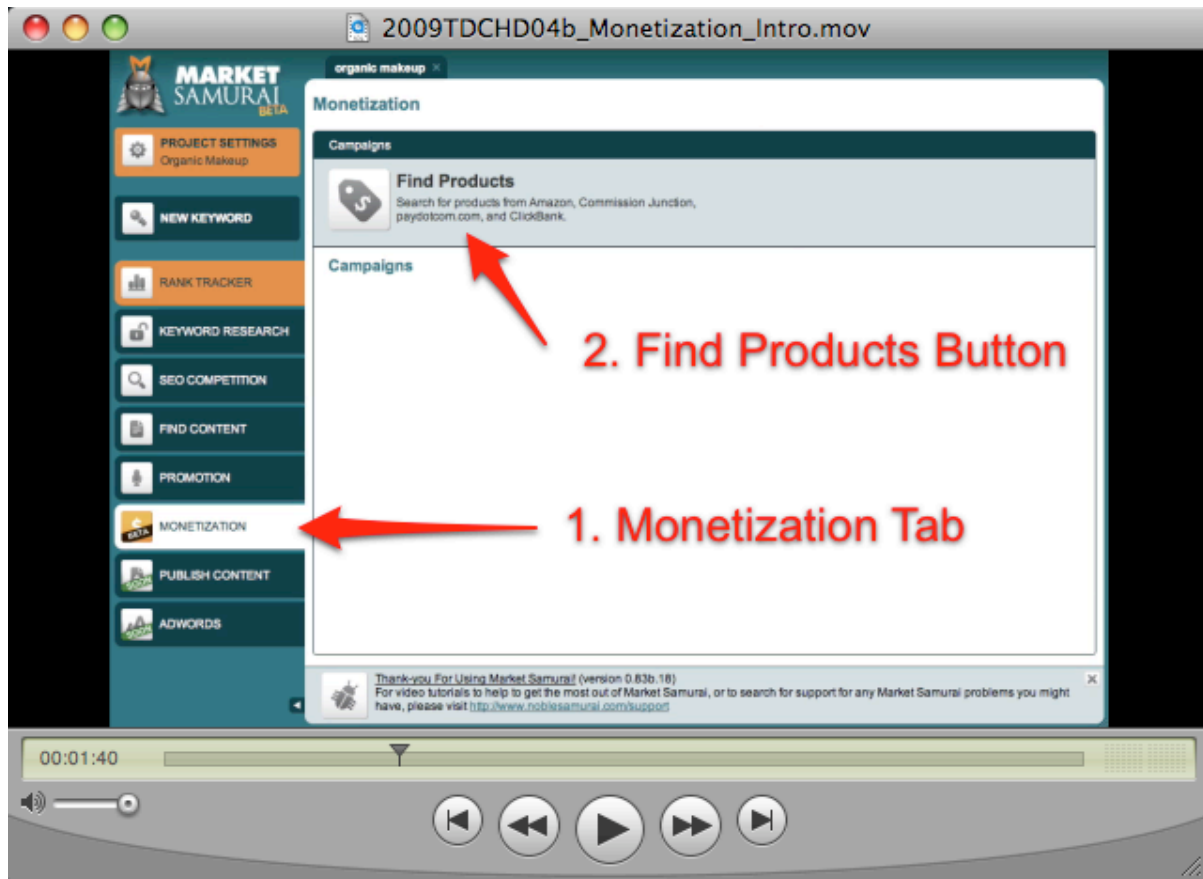 2009TDCHD04b_Monetization_Intro.mov
MARKET
SAMURAI
BETA
organic makeup ×
Monetization
PROJECT SETTINGS
Organic Makeup
Campaigns
Find Products
Search for products from Amazon, Commission Junction,
paydotcom.com, and ClickBank.
NEW KEYWORD
Campaigns
RANK TRACKER
KEYWORD RESEARCH
2. Find Products Button
SEO COMPETITION
FIND CONTENT
PROMOTION
BETA
MONETIZATION
1. Monetization Tab
SOON
PUBLISH CONTENT
SOON
ADWORDS
Thank-you For Using Market Samurai! (version 0.83b.18)
For video tutorials to help to get the most out of Market Samurai, or to search for support for any Market Samurai problems you might
have, please visit http://www.noblesamurai.com/support
00:01:40